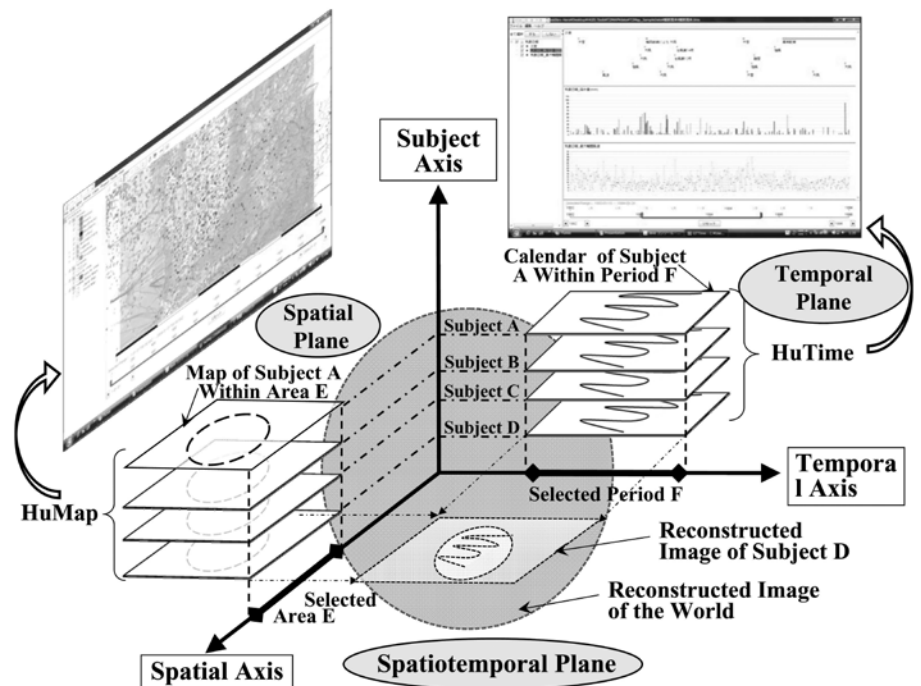 Subject
Axis
Calendar of Subject
A Within Period F
Temporal
Plane
Spatial
Plane
Subject A
HuTime
Map of Subject A
Within Area E
Subject B
Subject C
Subject D
HuMap
Selected Period F
Tempora
l Axis
Reconstructed
Image of Subject D
Selected
Area E
Reconstructed Image
of the World
Spatial Axis
Spatiotemporal Plane